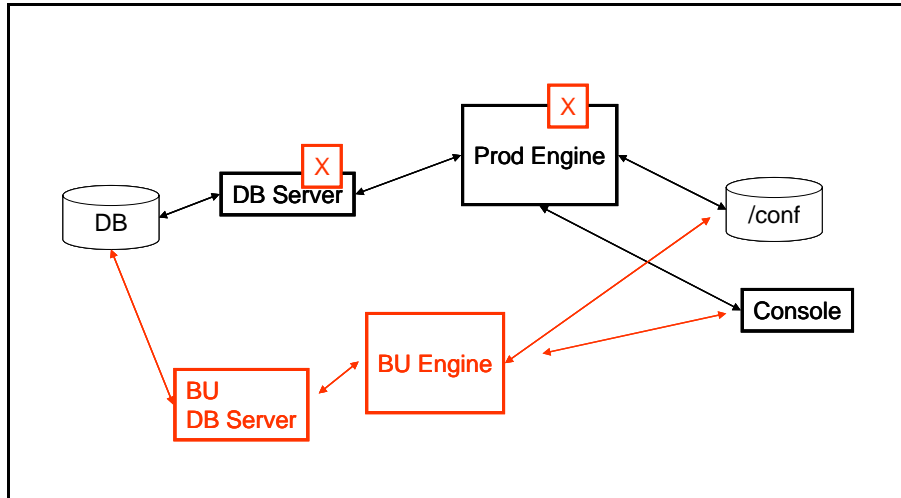 X
Prod Engine
X
DB Server
DB
/conf
Console
BU Engine
BU
DB Server